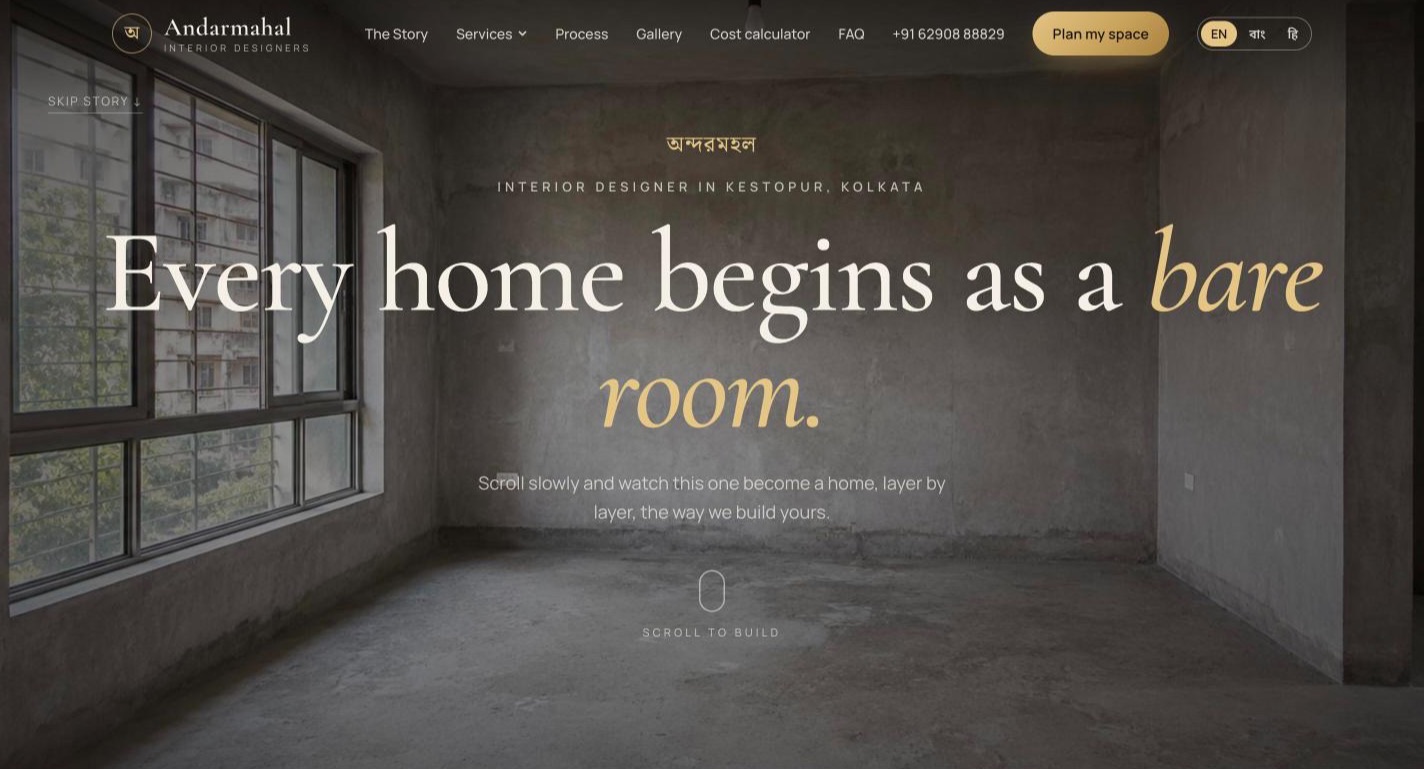 অ
Andarmahal
INTERIOR DESIGNERS
The Story
Services
Process
Gallery
Cost calculator
FAQ
+91 62908 88829
Plan my space
EN
বাং
हि
SKIP STORY ↓
অন্দরমহল
INTERIOR DESIGNER IN KESTOPUR, KOLKATA
Every home begins as a bare
room.
Scroll slowly and watch this one become a home, layer by
layer, the way we build yours.
SCROLL TO BUILD